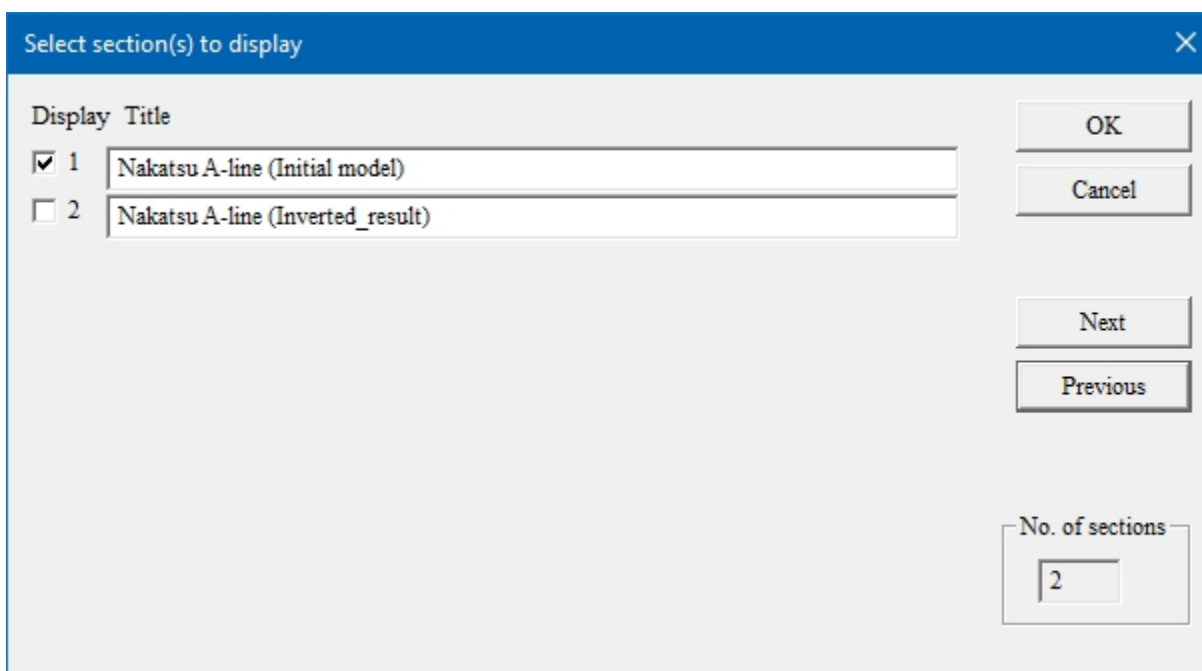 Select section(s) to display
Display Title
1 Nakatsu A-line (Initial model)
2 Nakatsu A-line (Inverted_result)
OK
Cancel
Next
Previous
No. of sections
2